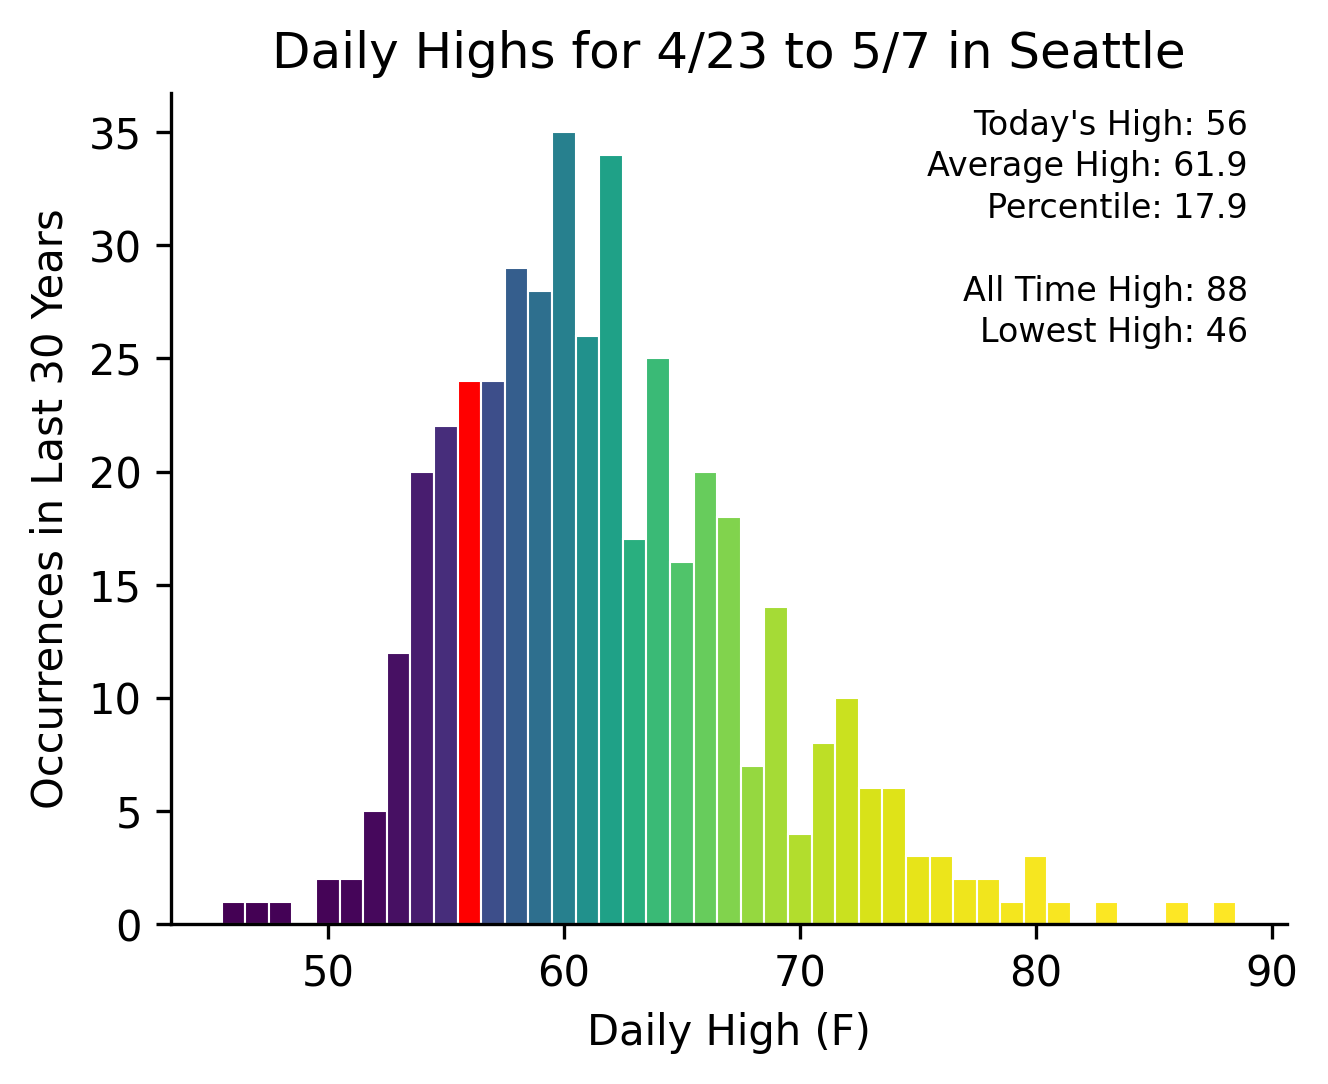 Daily Highs for 4/23 to 5/7 in Seattle
Today's High: 56
Average High: 61.9
Percentile: 17.9
All Time High: 88
Lowest High: 46
Occurrences in Last 30 Years
35
30
25
20
15
10
5
0
50 60 70 80 90
Daily High (F)